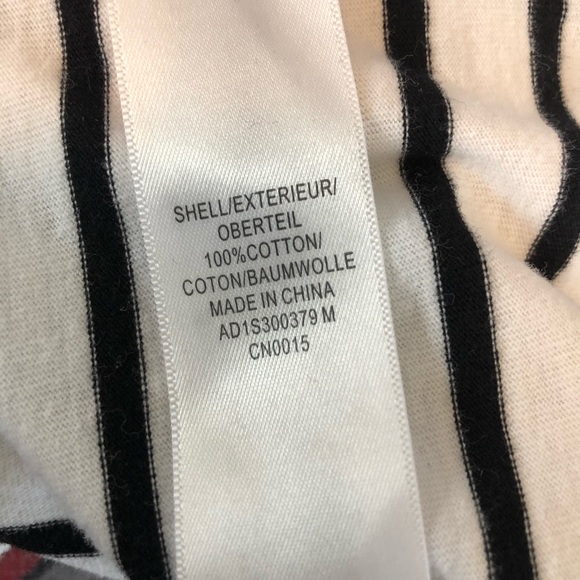 SHELL/EXTERIEUR/
OBERTEIL
100%COTTON/
COTON/BAUMWOLLE
MADE IN CHINA
AD1S300379 M
CN0015